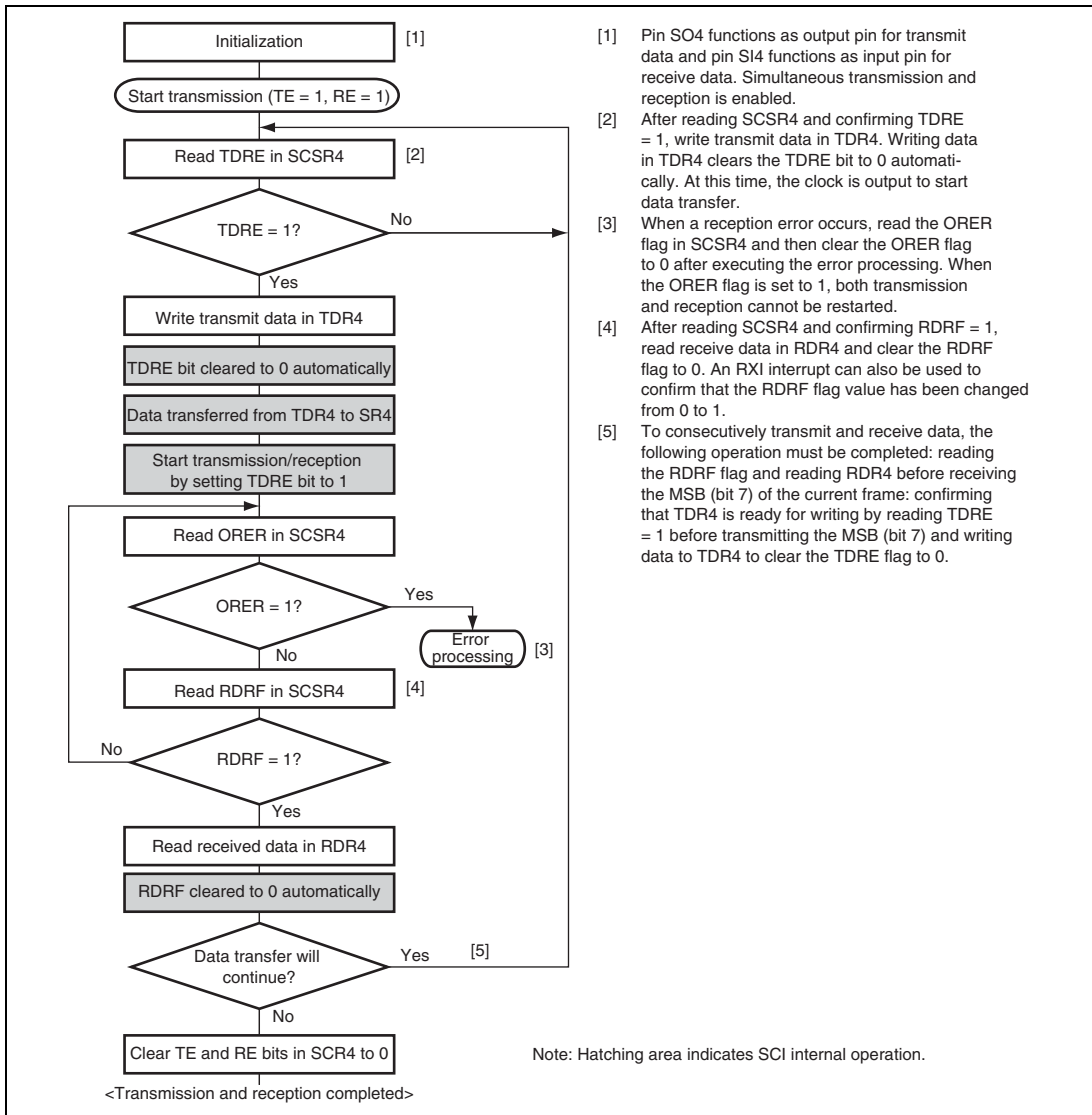 Initialization
[1]
Start transmission (TE = 1, RE = 1)
Read TDRE in SCSR4
[2]
TDRE = 1?
No
Yes
Write transmit data in TDR4
TDRE bit cleared to 0 automatically
Data transferred from TDR4 to SR4
Start transmission/reception
by setting TDRE bit to 1
Read ORER in SCSR4
ORER = 1?
Yes
Error
processing
[3]
No
Read RDRF in SCSR4
[4]
No
RDRF = 1?
Yes
Read received data in RDR4
RDRF cleared to 0 automatically
Data transfer will
continue?
Yes
[5]
No
Clear TE and RE bits in SCR4 to 0
<Transmission and reception completed>
[1] Pin SO4 functions as output pin for transmit
data and pin SI4 functions as input pin for
receive data. Simultaneous transmission and
reception is enabled.
[2] After reading SCSR4 and confirming TDRE
= 1, write transmit data in TDR4. Writing data
in TDR4 clears the TDRE bit to 0 automati-
cally. At this time, the clock is output to start
data transfer.
[3] When a reception error occurs, read the ORER
flag in SCSR4 and then clear the ORER flag
to 0 after executing the error processing. When
the ORER flag is set to 1, both transmission
and reception cannot be restarted.
[4] After reading SCSR4 and confirming RDRF = 1,
read receive data in RDR4 and clear the RDRF
flag to 0. An RXI interrupt can also be used to
confirm that the RDRF flag value has been changed
from 0 to 1.
[5] To consecutively transmit and receive data, the
following operation must be completed: reading
the RDRF flag and reading RDR4 before receiving
the MSB (bit 7) of the current frame: confirming
that TDR4 is ready for writing by reading TDRE
= 1 before transmitting the MSB (bit 7) and writing
data to TDR4 to clear the TDRE flag to 0.
Note: Hatching area indicates SCI internal operation.